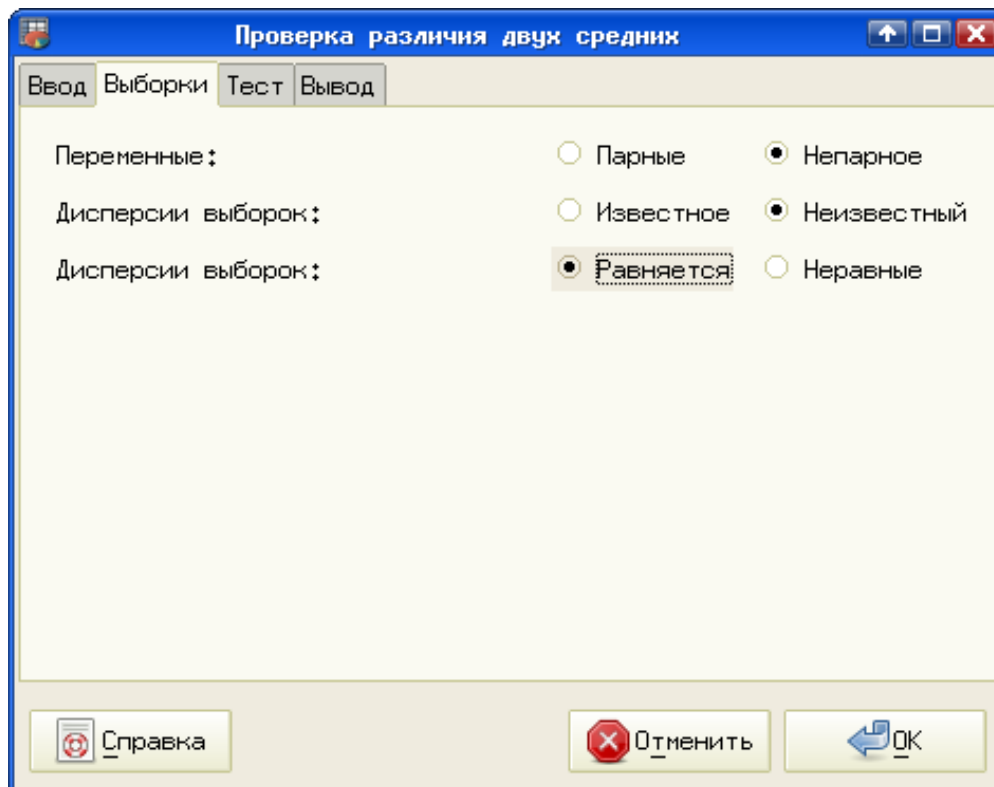 Проверка различия двух средних
Ввод Выборки Тест Вывод
Переменные: Парные Непарное
Дисперсии выборок: Известное Неизвестный
Дисперсии выборок: Равняется Неравные
Справка Отменить OK